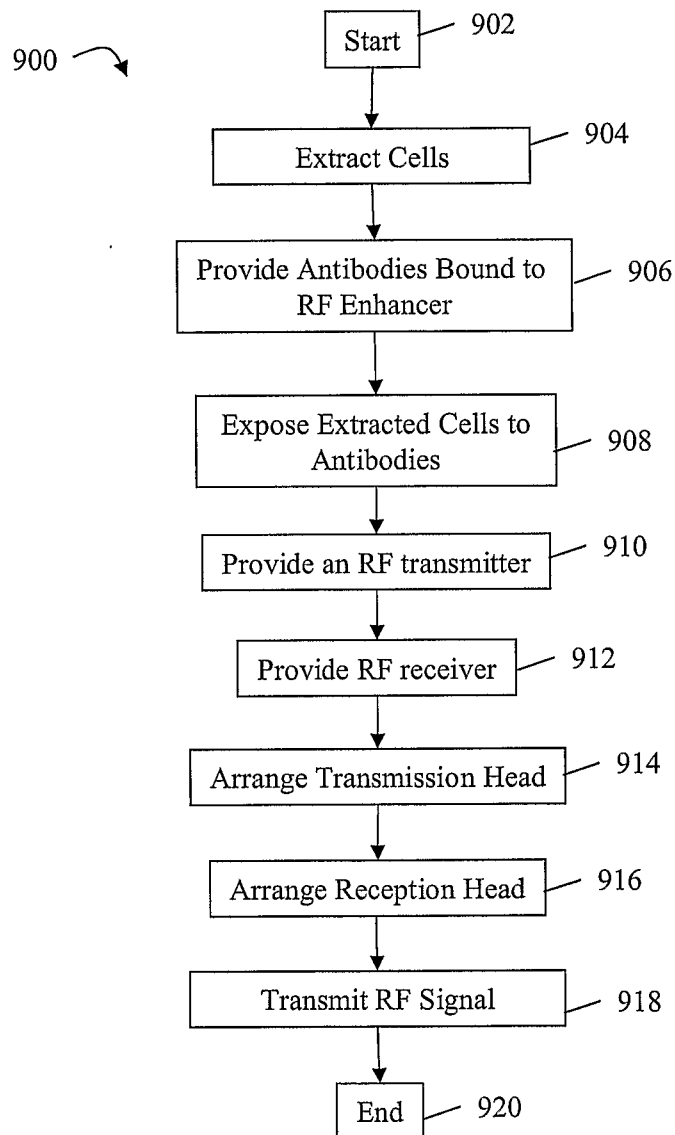 Start
902
900
Extract Cells
904
Provide Antibodies Bound to
RF Enhancer
906
Expose Extracted Cells to
Antibodies
908
Provide an RF transmitter
910
Provide RF receiver
912
Arrange Transmission Head
914
Arrange Reception Head
916
Transmit RF Signal
918
End
920